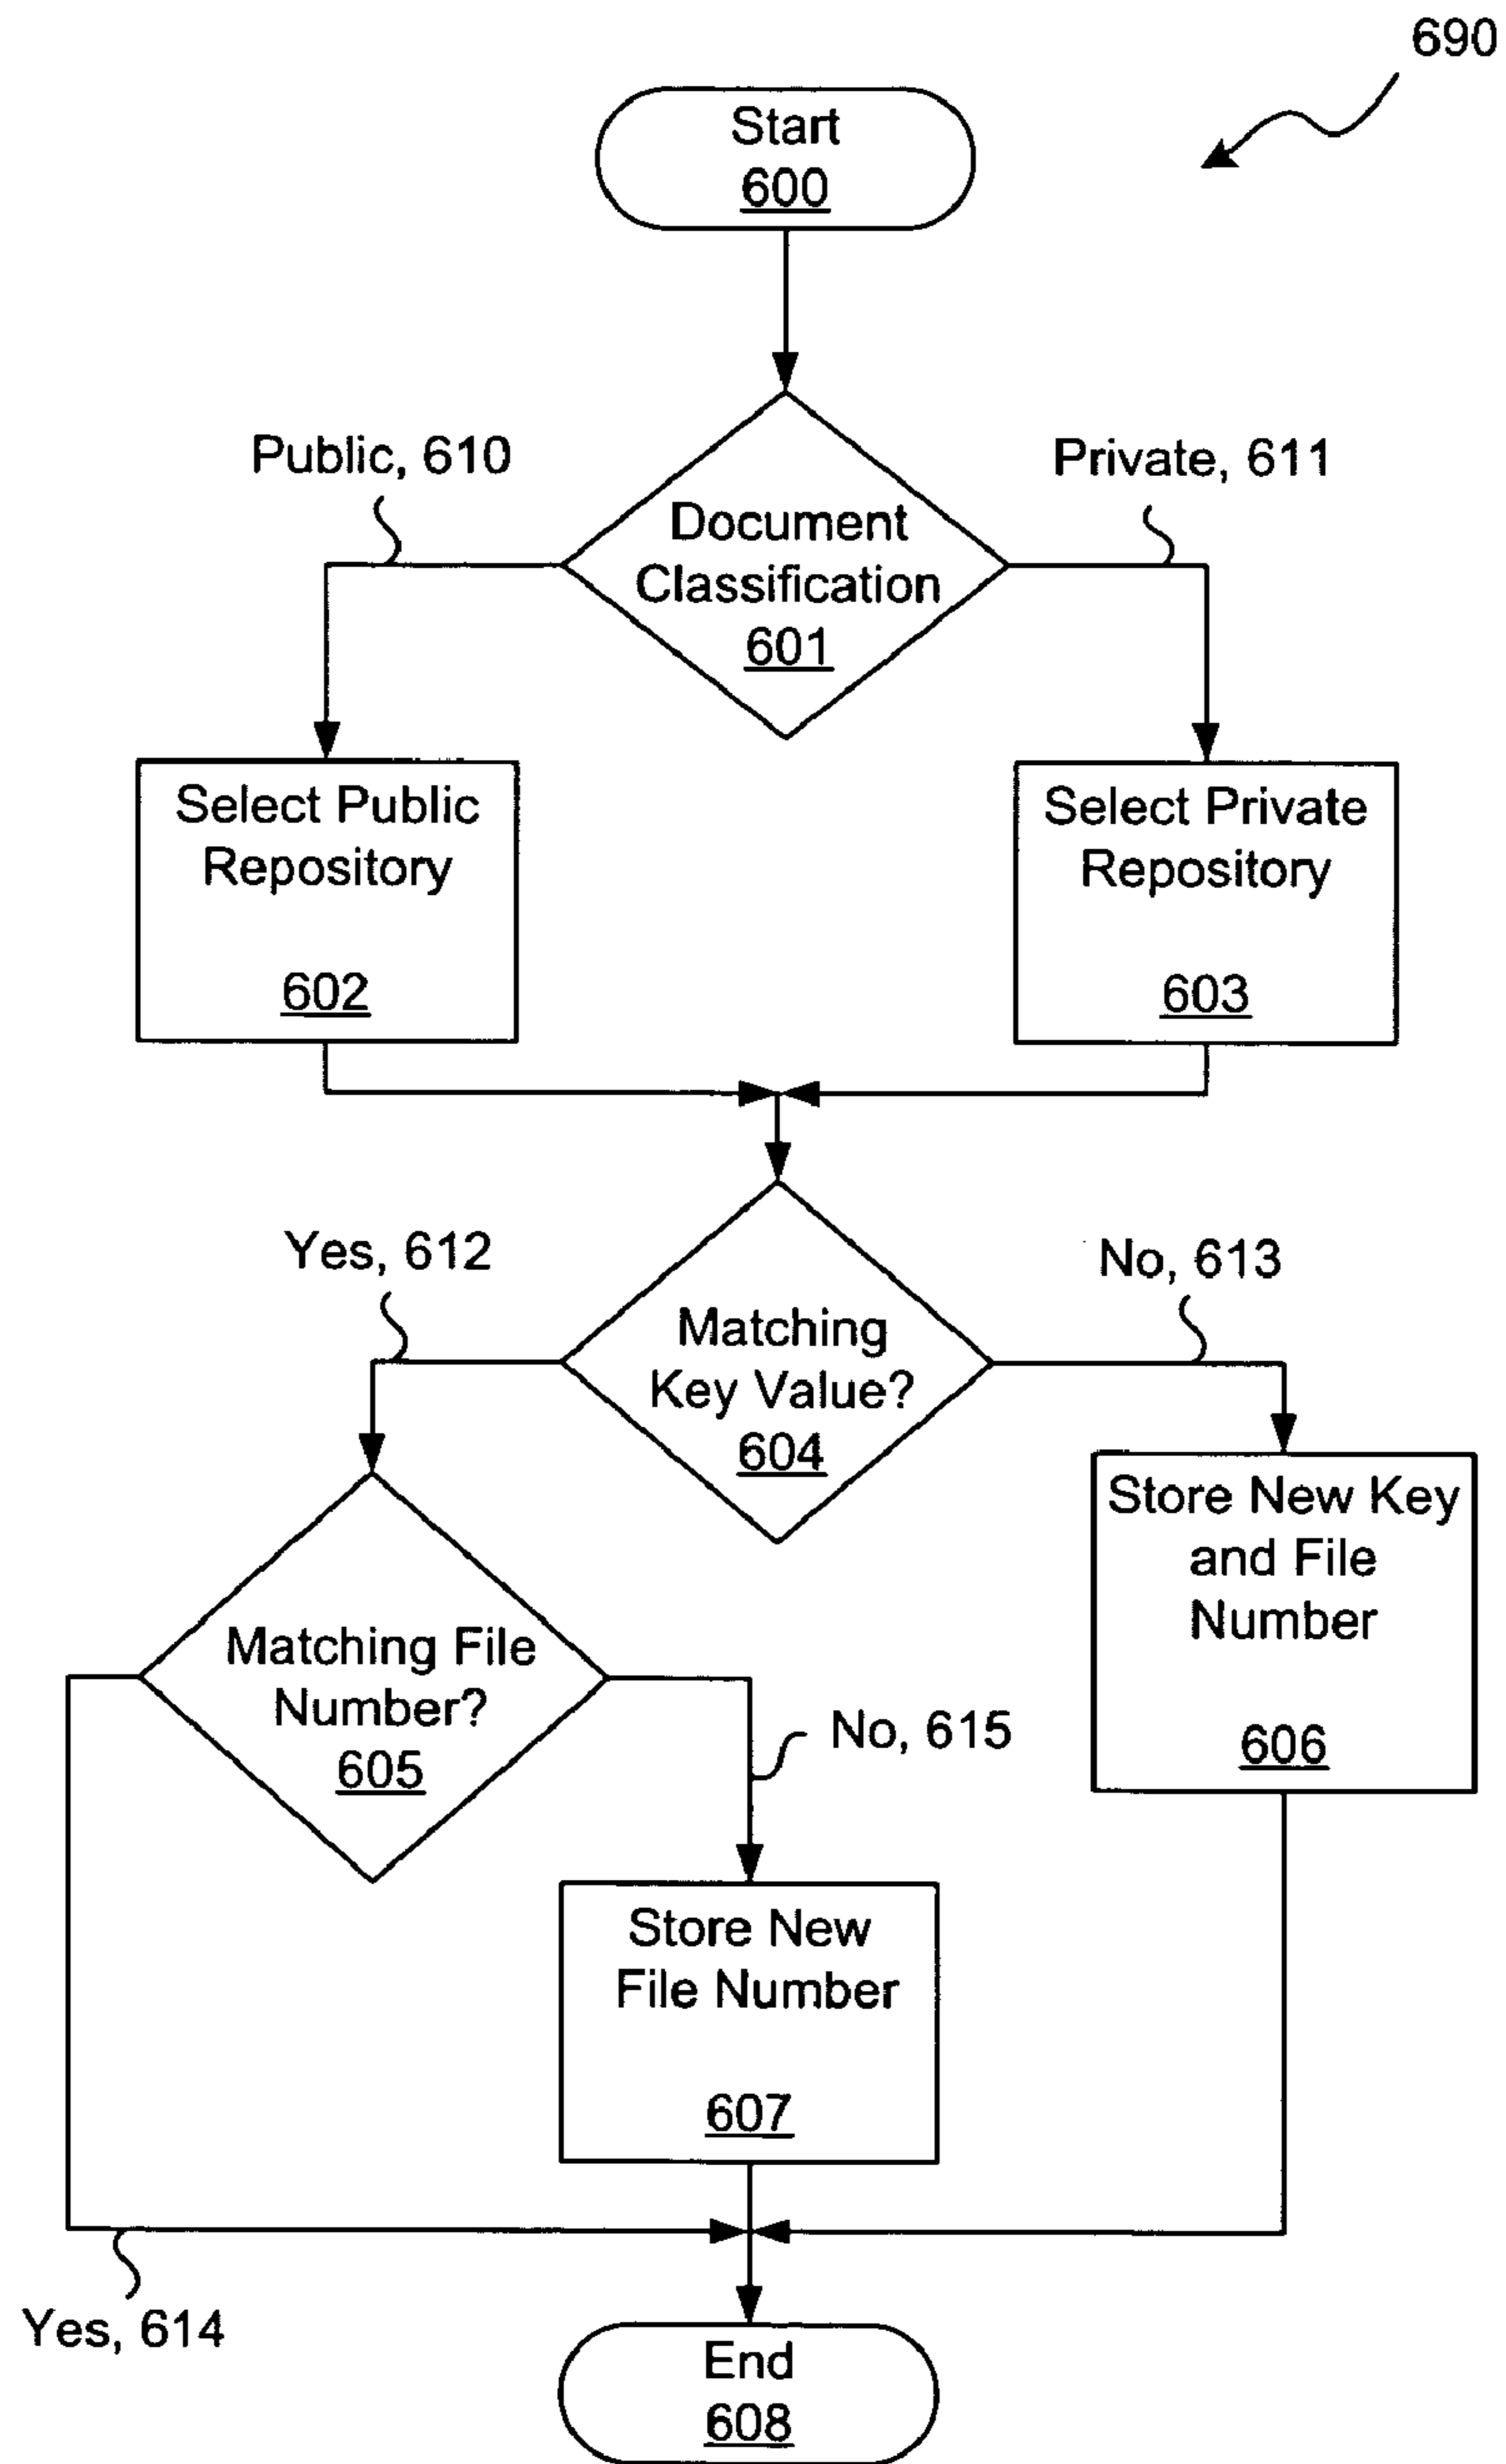 690
Start
600
Public, 610
Private, 611
Document
Classification
601
Select Public
Repository
602
Select Private
Repository
603
Yes, 612
No, 613
Matching
Key Value?
604
Store New Key
and File
Number
606
Matching File
Number?
605
No, 615
Store New
File Number
607
Yes, 614
End
608